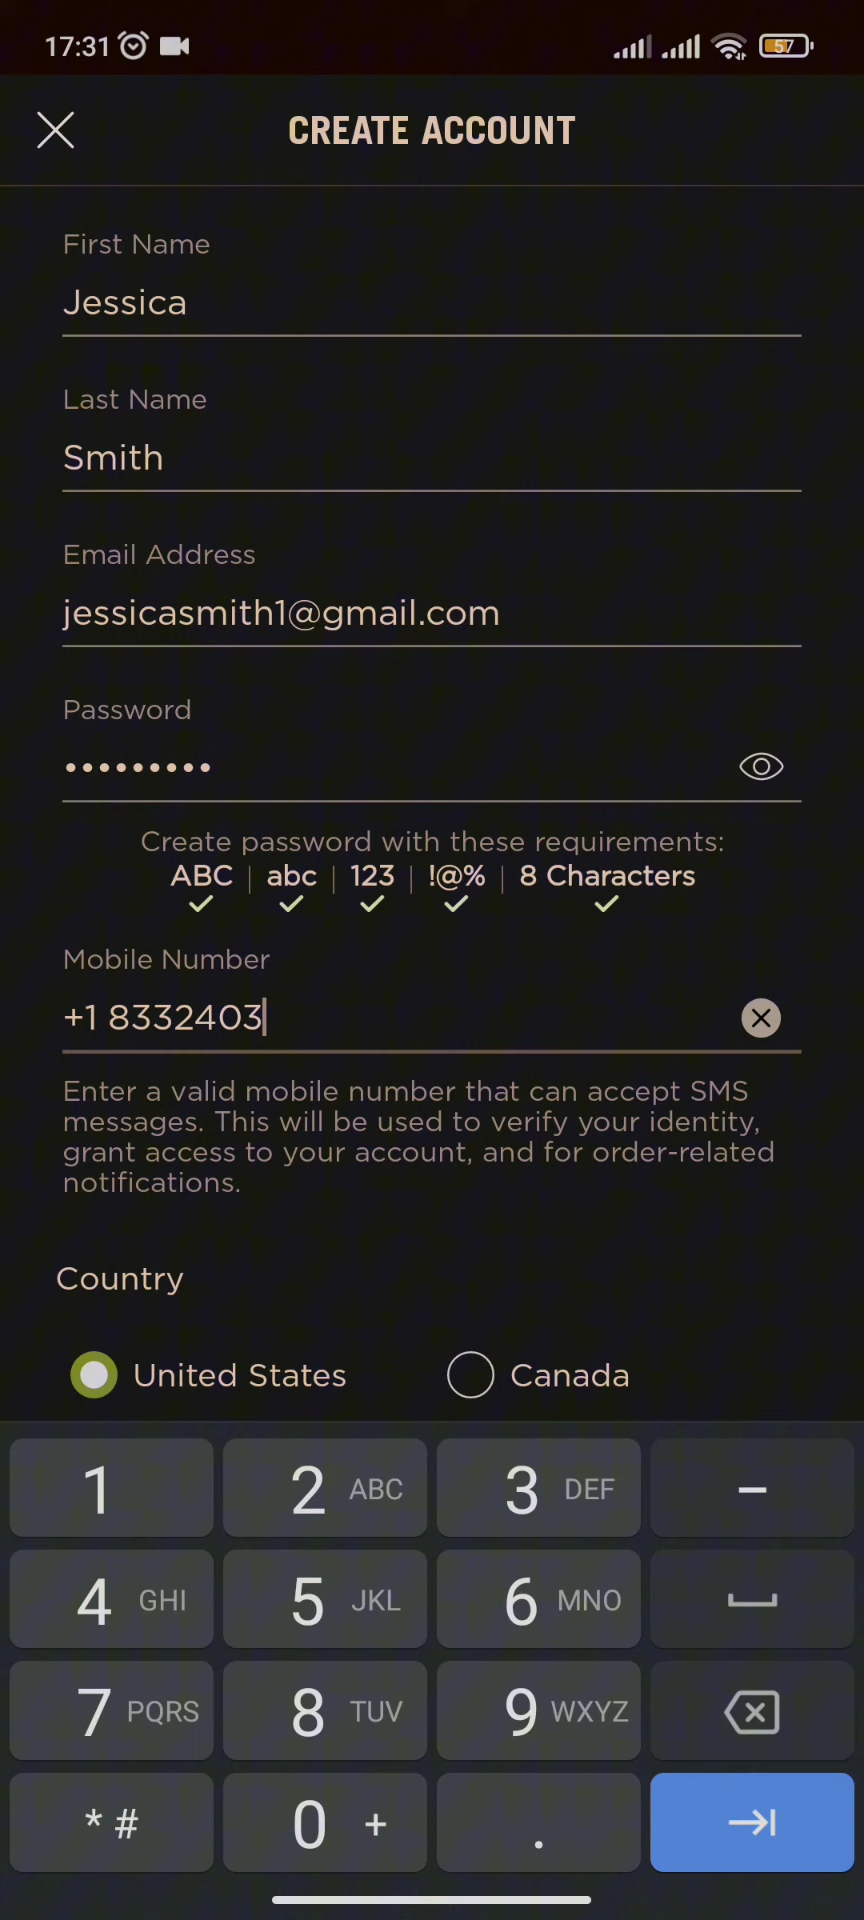 17:31 57
CREATE ACCOUNT
First Name
Jessica
Last Name
Smith
Email Address
jessicasmith1@gmail.com
Password
•••••••••
Create password with these requirements:
ABC | abc | 123 | !@% | 8 Characters
Mobile Number
+1 8332403
Enter a valid mobile number that can accept SMS
messages. This will be used to verify your identity,
grant access to your account, and for order-related
notifications.
Country
United States Canada
1 2 ABC 3 DEF –
4 GHI 5 JKL 6 MNO
7 PQRS 8 TUV 9 WXYZ
* # 0 + .